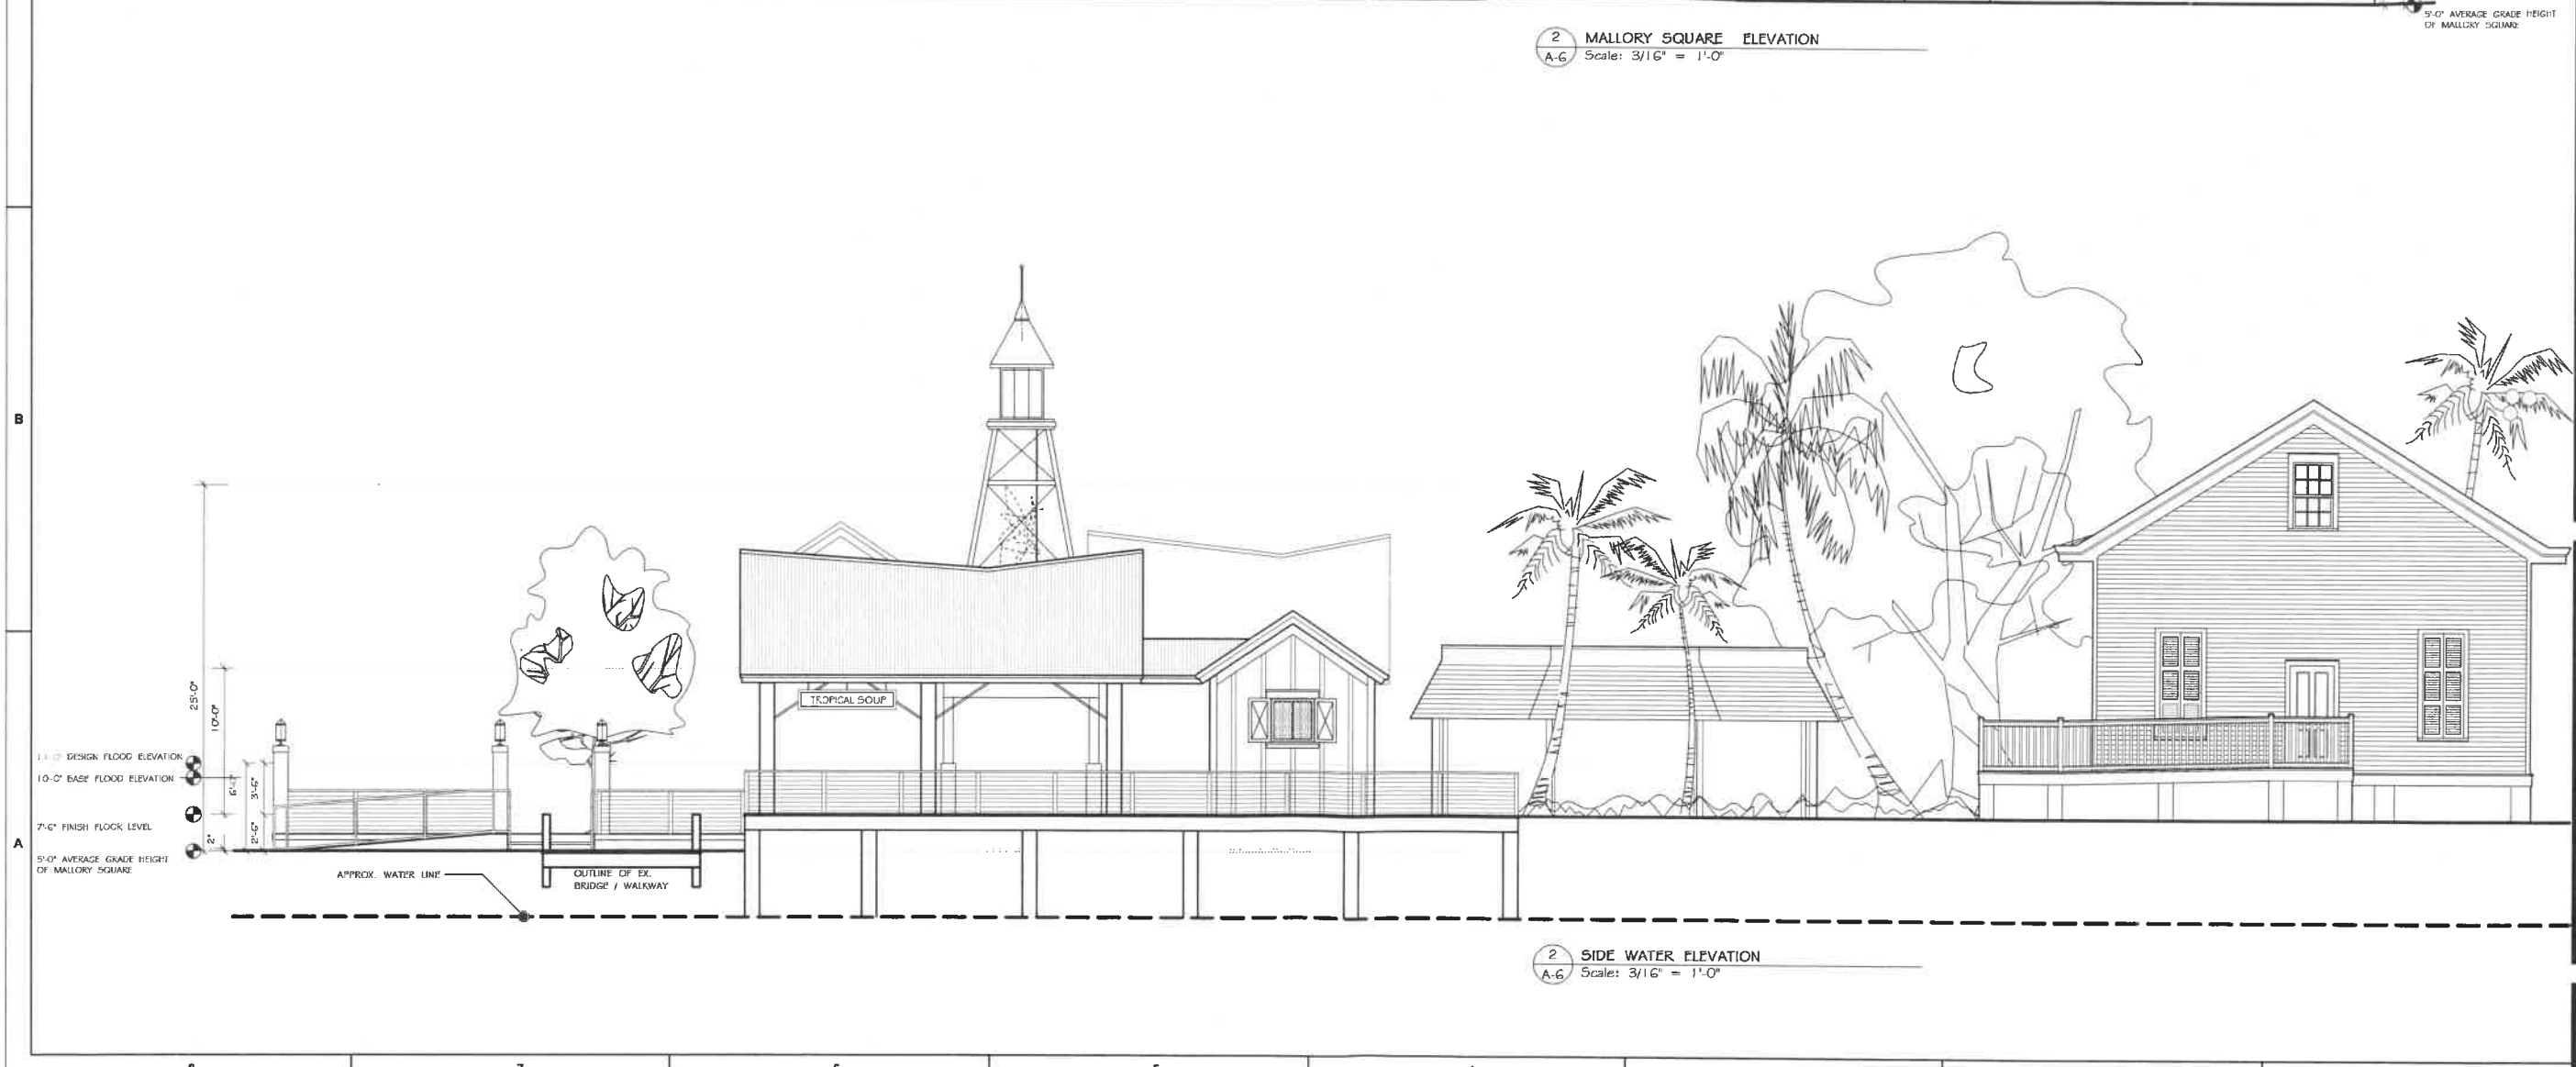 5'-0" AVERAGE GRADE HEIGHT
OF MALLORY SQUARE
2
MALLORY SQUARE ELEVATION
A-6
Scale: 3/16" = 1'-0"
B
25'-0"
10'-0"
TROPICAL SOUP
DESIGN FLOOD ELEVATION
10'-0" BASE FLOOD ELEVATION
6'-0"
3'-6"
7'-6" FINISH FLOOR LEVEL
2"
2'-6"
A
5'-0" AVERAGE GRADE HEIGHT
OF MALLORY SQUARE
APPROX. WATER LINE
OUTLINE OF EX.
BRIDGE / WALKWAY
2
SIDE WATER ELEVATION
A-6
Scale: 3/16" = 1'-0"